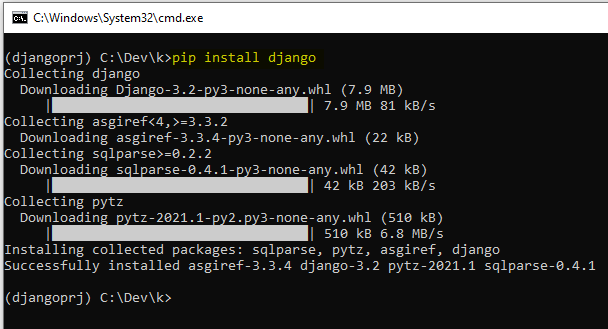 C:\Windows\System32\cmd.exe
(djangoprj) C:\Dev\k>pip install django
Collecting django
Downloading Django-3.2-py3-none-any.whl (7.9 MB)
| | 7.9 MB 81 kB/s
Collecting asgiref<4,>=3.3.2
Downloading asgiref-3.3.4-py3-none-any.whl (22 kB)
Collecting sqlparse>=0.2.2
Downloading sqlparse-0.4.1-py3-none-any.whl (42 kB)
| | 42 kB 203 kB/s
Collecting pytz
Downloading pytz-2021.1-py2.py3-none-any.whl (510 kB)
| | 510 kB 6.8 MB/s
Installing collected packages: sqlparse, pytz, asgiref, django
Successfully installed asgiref-3.3.4 django-3.2 pytz-2021.1 sqlparse-0.4.1
(djangoprj) C:\Dev\k>